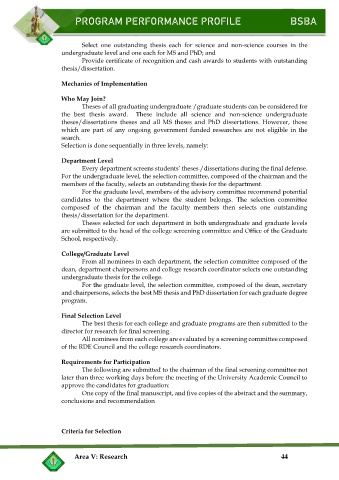 PROGRAM PERFORMANCE PROFILE BSBA
Select one outstanding thesis each for science and non-science courses in the
undergraduate level and one each for MS and PhD; and
Provide certificate of recognition and cash awards to students with outstanding
thesis/dissertation.
Mechanics of Implementation
Who May Join?
Theses of all graduating undergraduate /graduate students can be considered for
the best thesis award. These include all science and non-science undergraduate
theses/dissertations theses and all MS theses and PhD dissertations. However, those
which are part of any ongoing government funded researches are not eligible in the
search.
Selection is done sequentially in three levels, namely:
Department Level
Every department screens students' theses /dissertations during the final defense.
For the undergraduate level, the selection committee, composed of the chairman and the
members of the faculty, selects an outstanding thesis for the department.
For the graduate level, members of the advisory committee recommend potential
candidates to the department where the student belongs. The selection committee
composed of the chairman and the faculty members then selects one outstanding
thesis/dissertation for the department.
Theses selected for each department in both undergraduate and graduate levels
are submitted to the head of the college screening committee and Office of the Graduate
School, respectively.
College/Graduate Level
From all nominees in each department, the selection committee composed of the
dean, department chairpersons and college research coordinator selects one outstanding
undergraduate thesis for the college.
For the graduate level, the selection committee, composed of the dean, secretary
and chairpersons, selects the best MS thesis and PhD dissertation for each graduate degree
program.
Final Selection Level
The best thesis for each college and graduate programs are then submitted to the
director for research for final screening.
All nominees from each college are evaluated by a screening committee composed
of the RDE Council and the college research coordinators.
Requirements for Participation
The following are submitted to the chairman of the final screening committee not
later than three working days before the meeting of the University Academic Council to
approve the candidates for graduation:
One copy of the final manuscript, and five copies of the abstract and the summary,
conclusions and recommendation
Criteria for Selection
Area V: Research 44